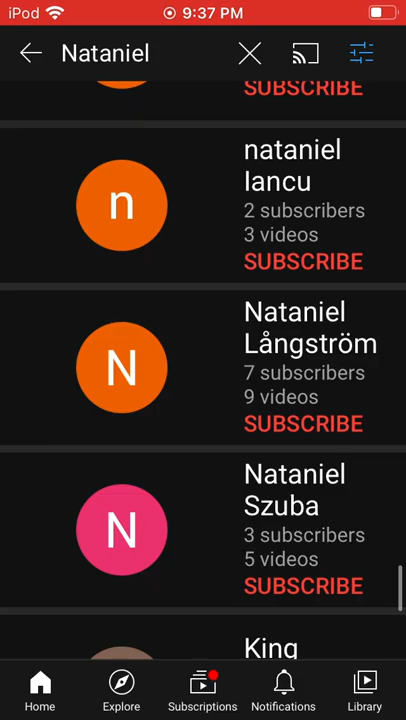 iPod 9:37 PM
Nataniel
SUBSCRIBE
n
nataniel
Iancu
2 subscribers
3 videos
SUBSCRIBE
N
Nataniel
Långström
7 subscribers
9 videos
SUBSCRIBE
N
Nataniel
Szuba
3 subscribers
5 videos
SUBSCRIBE
King
Home Explore Subscriptions Notifications Library